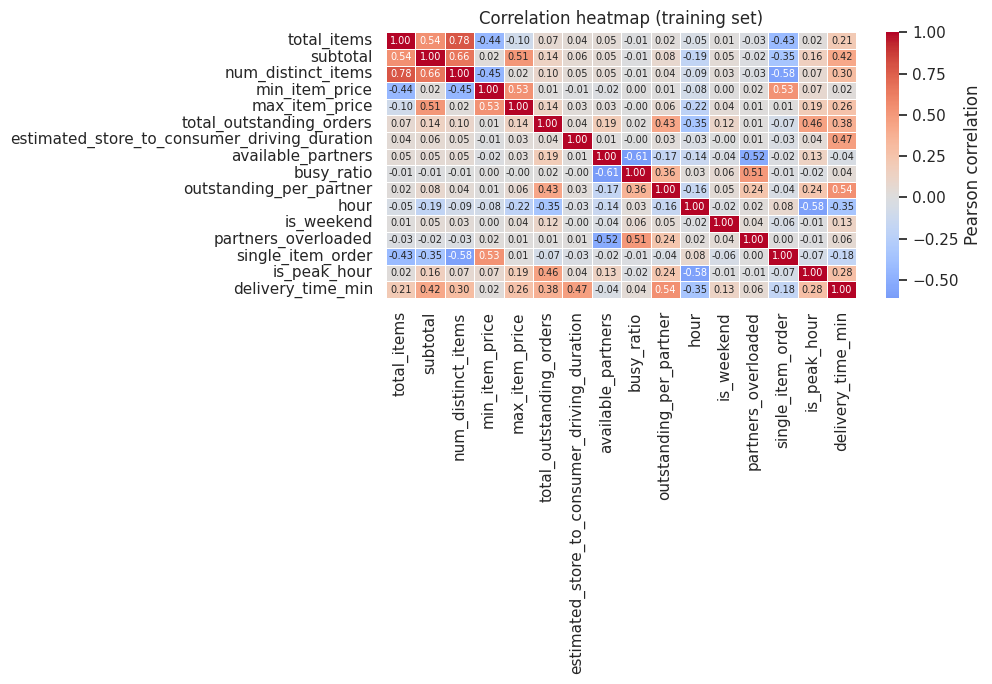 Correlation heatmap (training set)
total_items 1.00 0.54 0.78 -0.44 -0.10 0.07 0.04 0.05 -0.01 0.02 -0.05 0.01 -0.03 -0.43 0.02 0.21
subtotal 0.54 1.00 0.66 0.02 0.51 0.14 0.06 0.05 -0.01 0.08 -0.19 0.05 -0.02 -0.35 0.16 0.42
num_distinct_items 0.78 0.66 1.00 -0.45 0.02 0.10 0.05 0.05 -0.01 0.04 -0.09 0.03 -0.03 -0.58 0.07 0.30
min_item_price -0.44 0.02 -0.45 1.00 0.53 0.01 -0.01 -0.02 0.00 0.01 -0.08 0.00 0.02 0.53 0.07 0.02
max_item_price -0.10 0.51 0.02 0.53 1.00 0.14 0.03 0.03 -0.00 0.06 -0.22 0.04 0.01 0.01 0.19 0.26
total_outstanding_orders 0.07 0.14 0.10 0.01 0.14 1.00 0.04 0.19 0.02 0.43 -0.35 0.12 0.01 -0.07 0.46 0.38
estimated_store_to_consumer_driving_duration 0.04 0.06 0.05 -0.01 0.03 0.04 1.00 0.01 -0.00 0.03 -0.03 -0.00 0.01 -0.03 0.04 0.47
available_partners 0.05 0.05 0.05 -0.02 0.03 0.19 0.01 1.00 -0.61 -0.17 -0.14 -0.04 -0.52 -0.02 0.13 -0.04
busy_ratio -0.01 -0.01 -0.01 0.00 -0.00 0.02 -0.00 -0.61 1.00 0.36 0.03 0.06 0.51 -0.01 -0.02 0.04
outstanding_per_partner 0.02 0.08 0.04 0.01 0.06 0.43 0.03 -0.17 0.36 1.00 -0.16 0.05 0.24 -0.04 0.24 0.54
hour -0.05 -0.19 -0.09 -0.08 -0.22 -0.35 -0.03 -0.14 0.03 -0.16 1.00 -0.02 0.02 0.08 -0.58 -0.35
is_weekend 0.01 0.05 0.03 0.00 0.04 0.12 -0.00 -0.04 0.06 0.05 -0.02 1.00 0.04 -0.06 -0.01 0.13
partners_overloaded -0.03 -0.02 -0.03 0.02 0.01 0.01 0.01 -0.52 0.51 0.24 0.02 0.04 1.00 0.00 -0.01 0.06
single_item_order -0.43 -0.35 -0.58 0.53 0.01 -0.07 -0.03 -0.02 -0.01 -0.04 0.08 -0.06 0.00 1.00 -0.07 -0.18
is_peak_hour 0.02 0.16 0.07 0.07 0.19 0.46 0.04 0.13 -0.02 0.24 -0.58 -0.01 -0.01 -0.07 1.00 0.28
delivery_time_min 0.21 0.42 0.30 0.02 0.26 0.38 0.47 -0.04 0.04 0.54 -0.35 0.13 0.06 -0.18 0.28 1.00
total_items
subtotal
num_distinct_items
min_item_price
max_item_price
total_outstanding_orders
estimated_store_to_consumer_driving_duration
available_partners
busy_ratio
outstanding_per_partner
hour
is_weekend
partners_overloaded
single_item_order
is_peak_hour
delivery_time_min
1.00
0.75
0.50
0.25
0.00
-0.25
-0.50
Pearson correlation